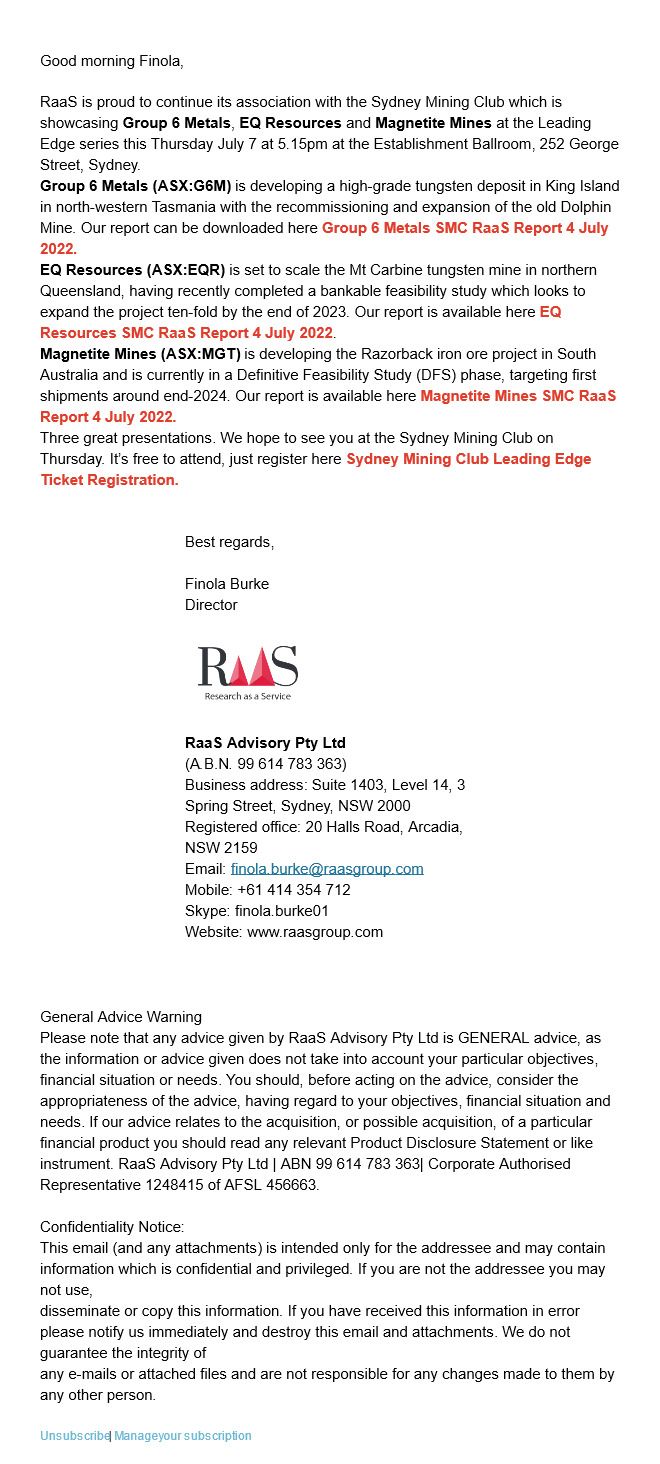 Good morning Finola,
RaaS is proud to continue its association with the Sydney Mining Club which is
showcasing Group 6 Metals, EQ Resources and Magnetite Mines at the Leading
Edge series this Thursday July 7 at 5.15pm at the Establishment Ballroom, 252 George
Street, Sydney.
Group 6 Metals (ASX:G6M) is developing a high-grade tungsten deposit in King Island
in north-western Tasmania with the recommissioning and expansion of the old Dolphin
Mine. Our report can be downloaded here Group 6 Metals SMC RaaS Report 4 July
2022.
EQ Resources (ASX:EQR) is set to scale the Mt Carbine tungsten mine in northern
Queensland, having recently completed a bankable feasibility study which looks to
expand the project ten-fold by the end of 2023. Our report is available here EQ
Resources SMC RaaS Report 4 July 2022.
Magnetite Mines (ASX:MGT) is developing the Razorback iron ore project in South
Australia and is currently in a Definitive Feasibility Study (DFS) phase, targeting first
shipments around end-2024. Our report is available here Magnetite Mines SMC RaaS
Report 4 July 2022.
Three great presentations. We hope to see you at the Sydney Mining Club on
Thursday. It’s free to attend, just register here Sydney Mining Club Leading Edge
Ticket Registration.
Best regards,
Finola Burke
Director
RaaS
Research as a Service
RaaS Advisory Pty Ltd
(A.B.N. 99 614 783 363)
Business address: Suite 1403, Level 14, 3
Spring Street, Sydney, NSW 2000
Registered office: 20 Halls Road, Arcadia,
NSW 2159
Email: finola.burke@raasgroup.com
Mobile: +61 414 354 712
Skype: finola.burke01
Website: www.raasgroup.com
General Advice Warning
Please note that any advice given by RaaS Advisory Pty Ltd is GENERAL advice, as
the information or advice given does not take into account your particular objectives,
financial situation or needs. You should, before acting on the advice, consider the
appropriateness of the advice, having regard to your objectives, financial situation and
needs. If our advice relates to the acquisition, or possible acquisition, of a particular
financial product you should read any relevant Product Disclosure Statement or like
instrument. RaaS Advisory Pty Ltd | ABN 99 614 783 363| Corporate Authorised
Representative 1248415 of AFSL 456663.
Confidentiality Notice:
This email (and any attachments) is intended only for the addressee and may contain
information which is confidential and privileged. If you are not the addressee you may
not use,
disseminate or copy this information. If you have received this information in error
please notify us immediately and destroy this email and attachments. We do not
guarantee the integrity of
any e-mails or attached files and are not responsible for any changes made to them by
any other person.
Unsubscribe| Manageyour subscription